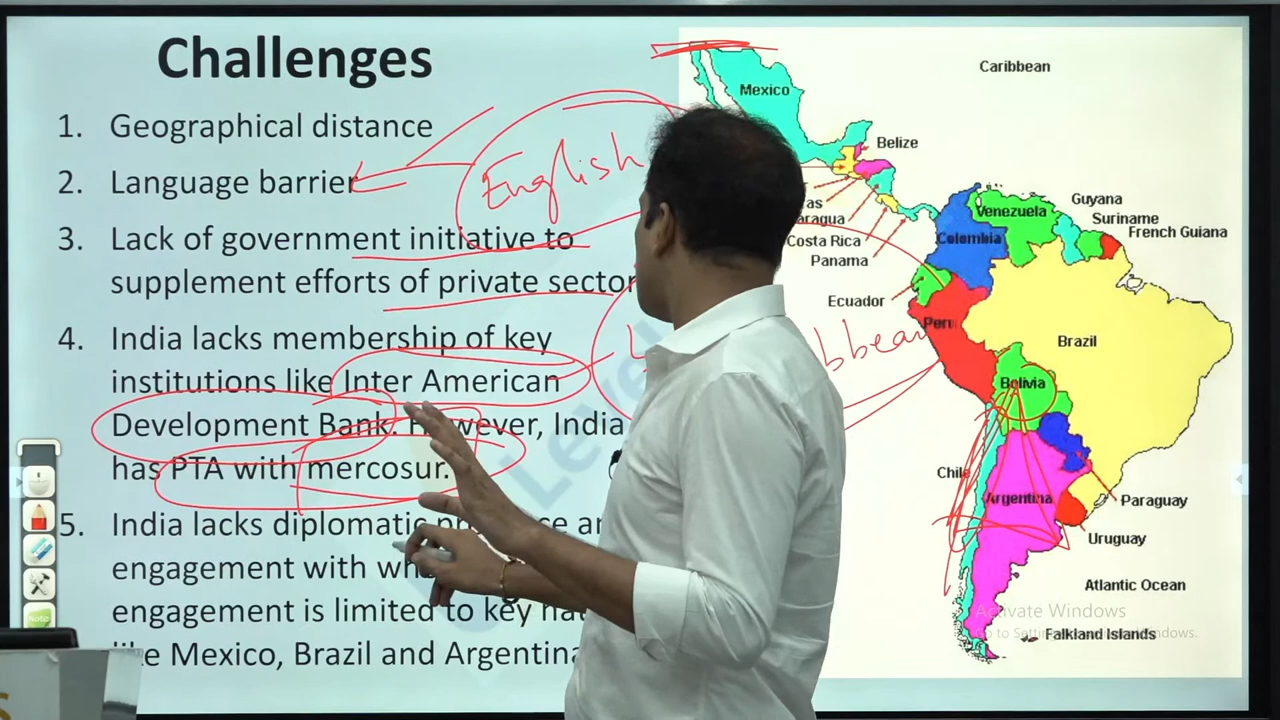 Challenges
1. Geographical distance
2. Language barrier
English
3. Lack of government initiative to
supplement efforts of private sector
4. India lacks membership of key
institutions like Inter American
Development Bank. However, India
has PTA with mercosur.
5. India lacks diplomatic
engagement with
engagement is limited to key
like Mexico, Brazil and Argentina
Level
Caribbean
Mexico
Belize
Costa Rica
Panama
Venezuela
Guyana
Suriname
French Guiana
Colombia
Ecuador
Peru
Brazil
Bolivia
Chile
Argentina
Paraguay
Uruguay
Atlantic Ocean
Activate Windows
Falkland Islands